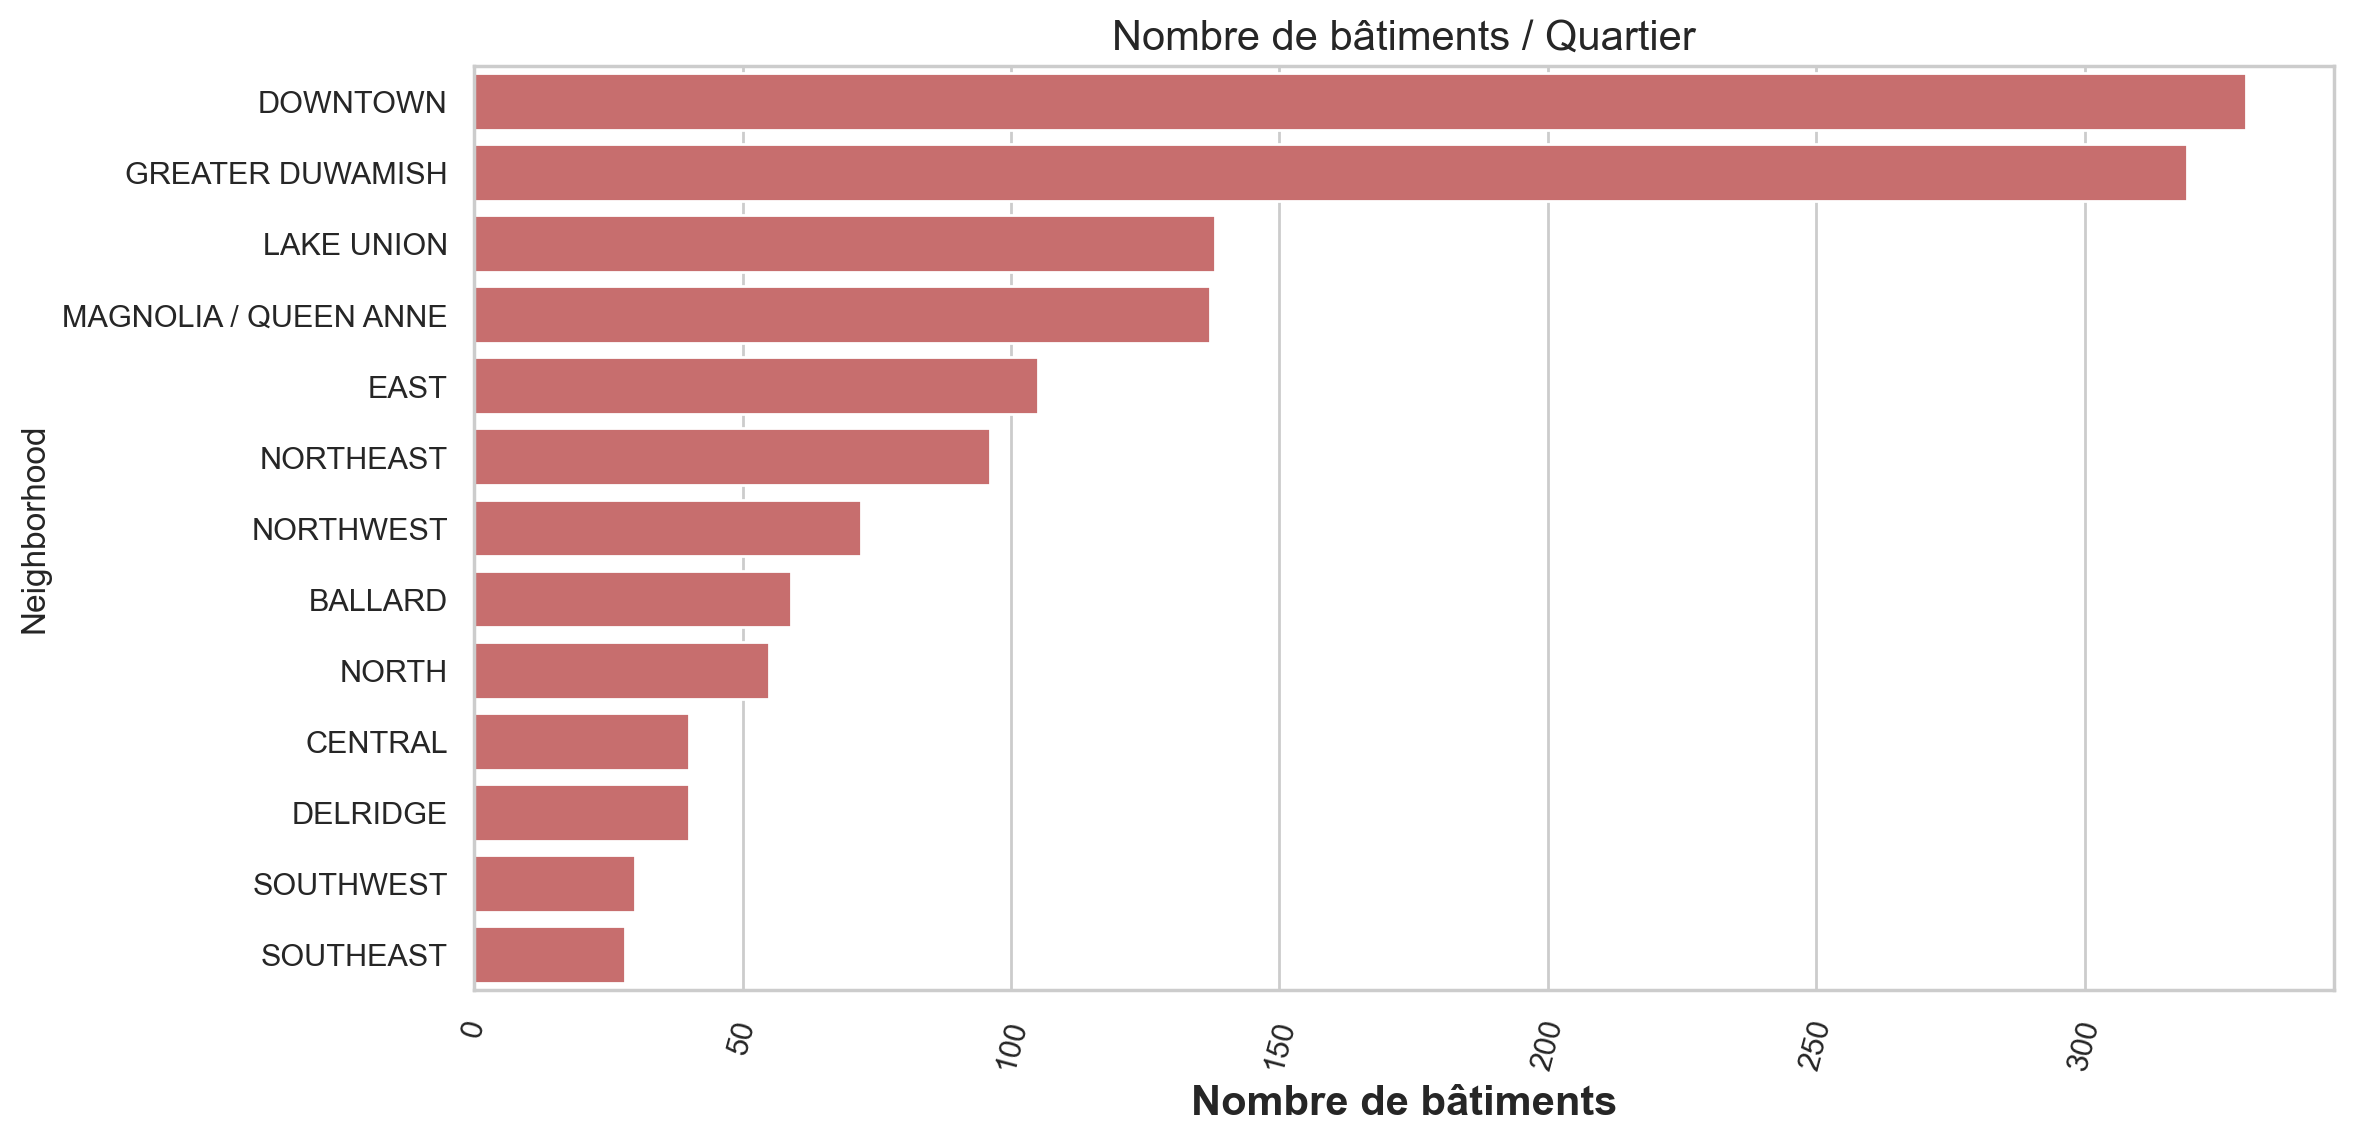 Nombre de bâtiments / Quartier
DOWNTOWN
GREATER DUWAMISH
LAKE UNION
MAGNOLIA / QUEEN ANNE
EAST
NORTHEAST
NORTHWEST
BALLARD
NORTH
CENTRAL
DELRIDGE
SOUTHWEST
SOUTHEAST
Neighborhood
0
50
100
150
200
250
300
Nombre de bâtiments